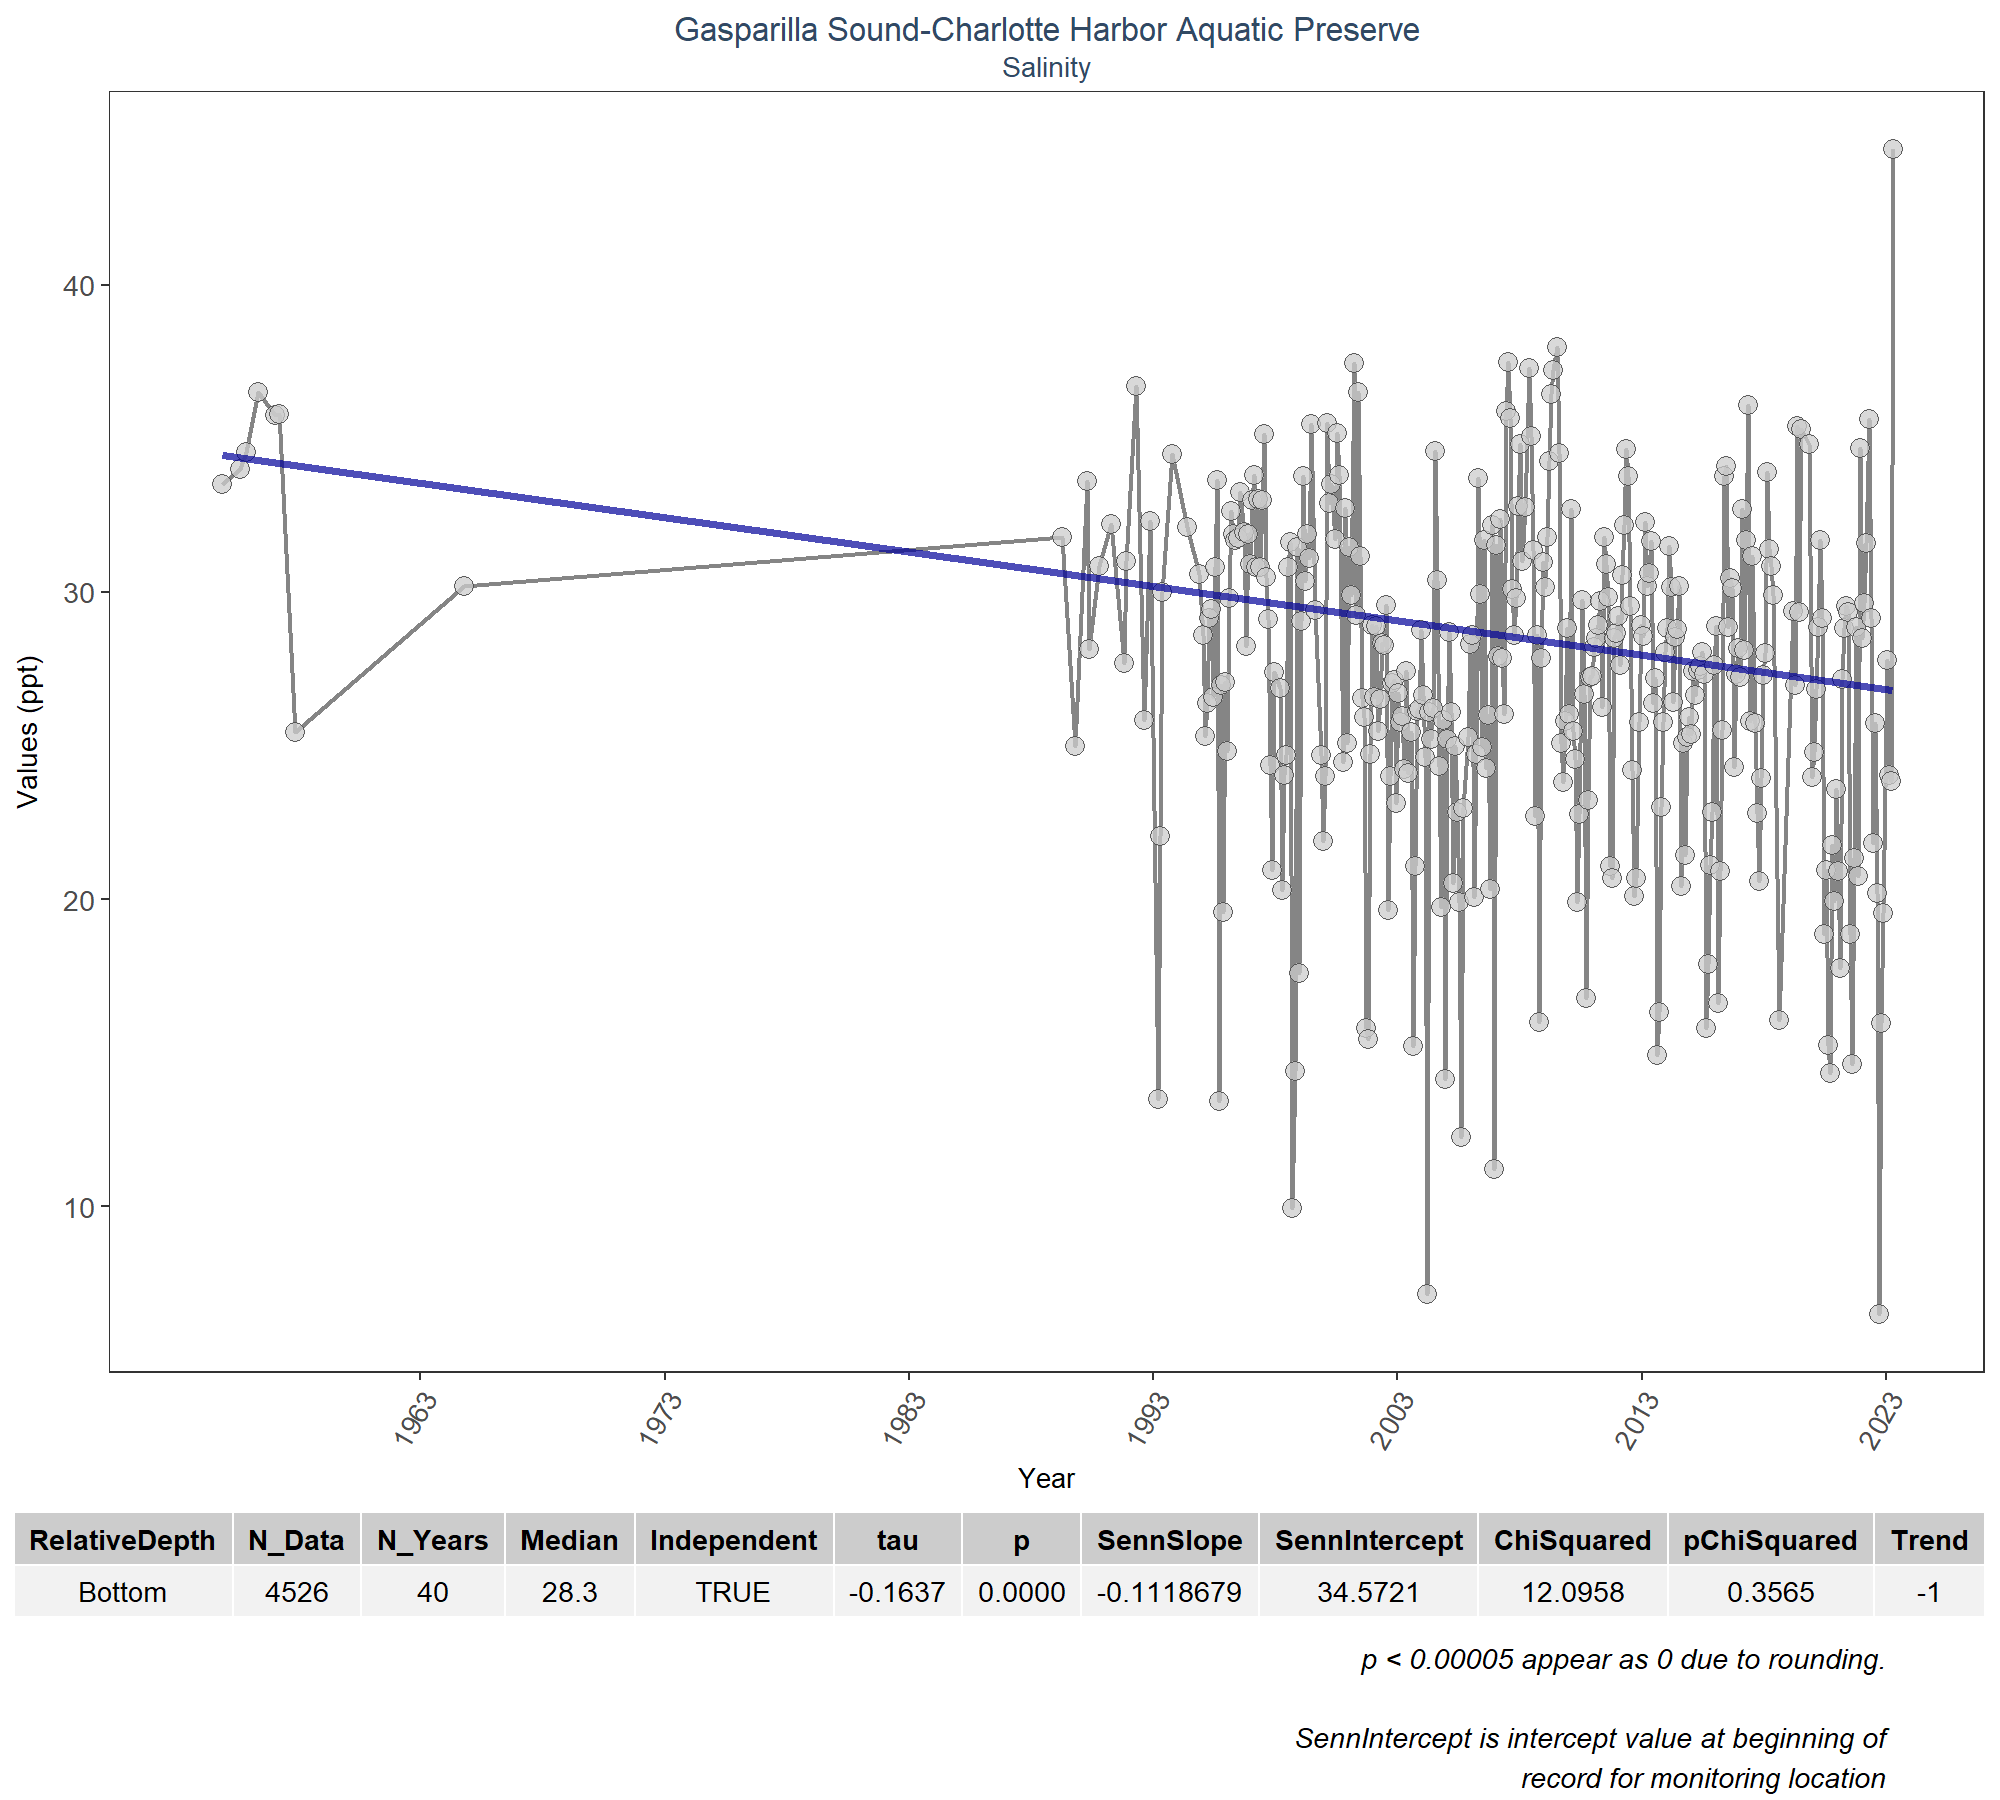 Gasparilla Sound-Charlotte Harbor Aquatic Preserve
Salinity
Values (ppt)
40
30
20
10
1963 1973 1983 1993 2003 2013 2023
Year
RelativeDepth N_Data N_Years Median Independent tau p SennSlope SennIntercept ChiSquared pChiSquared Trend
Bottom 4526 40 28.3 TRUE -0.1637 0.0000 -0.1118679 34.5721 12.0958 0.3565 -1
p < 0.00005 appear as 0 due to rounding.
SennIntercept is intercept value at beginning of
record for monitoring location